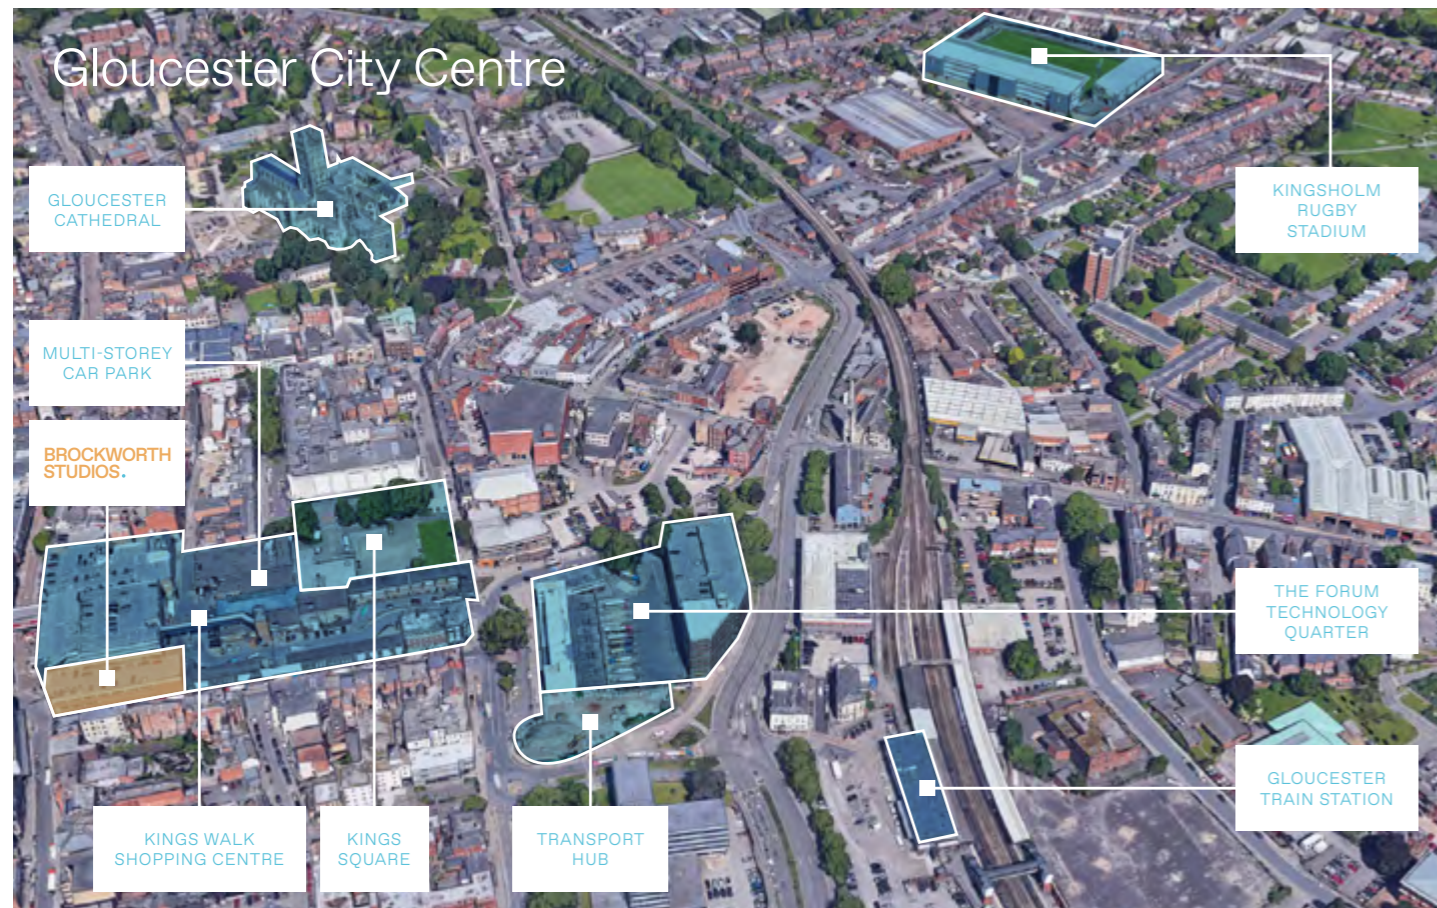 Gloucester City Centre
GLOUCESTER
CATHEDRAL
KINGSHOLM
RUGBY
STADIUM
MULTI-STOREY
CAR PARK
BROCKWORTH
STUDIOS.
THE FORUM
TECHNOLOGY
QUARTER
GLOUCESTER
TRAIN STATION
KINGS WALK
SHOPPING CENTRE
KINGS
SQUARE
TRANSPORT
HUB